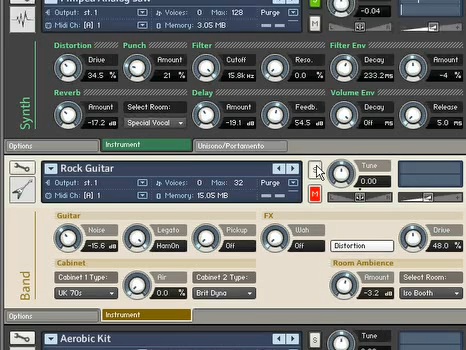 Output: st. 1 Voices: 0 Max: 128 Purge
Midi Ch: [A] 1 Memory: 3.05 MB
-0.04
S
M
Synth
Distortion Punch Filter Filter Env
Drive Amount Cutoff Reso. Decay Amount
34.5 % 21 % 15.8k Hz 0.0 % 233.2 ms -4 %
Reverb Delay Volume Env
Amount Select Room: Amount Feedb. Decay Release
-17.2 dB Special Vocal -19.1 dB 54.5 % Off ms 5.0 ms
Options Instrument Unisono/Portamento
Rock Guitar
Output: st. 1 Voices: 0 Max: 32 Purge
Midi Ch: [A] 1 Memory: 15.05 MB
S
M
Tune
0.00
Band
Guitar FX
Noise Legato Pickup Wah Drive
-15.6 dB HamOn Off Off Distortion 48.0 %
Cabinet Room Ambience
Cabinet 1 Type: Air Cabinet 2 Type: Amount Select Room:
UK 70s 0.0 % Brit Dyna -3.2 dB Iso Booth
Options Instrument
Aerobic Kit
S
Tune